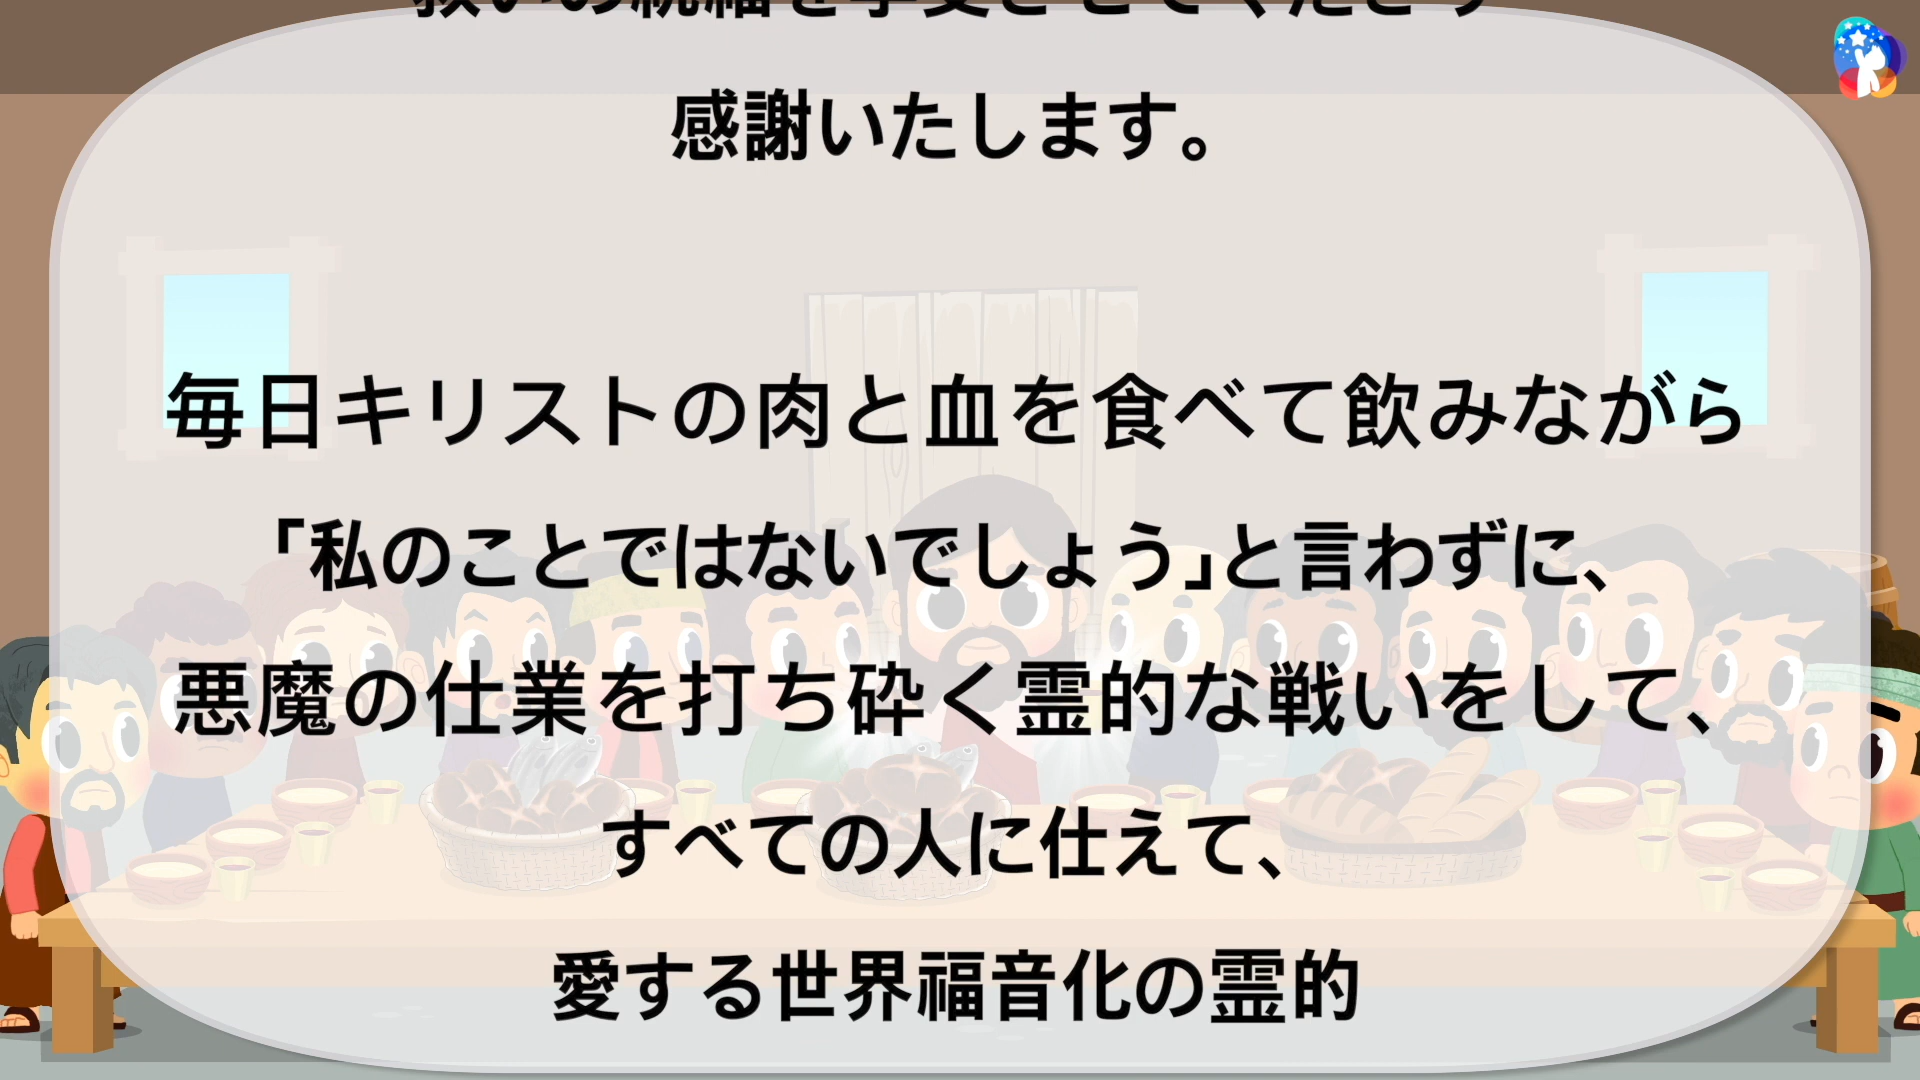 感謝いたします。
毎日キリストの肉と血を食べて飲みながら
「私のことではないでしょう」と言わずに、
悪魔の仕業を打ち砕く霊的な戦いをして、
すべての人に仕えて、
愛する世界福音化の霊的